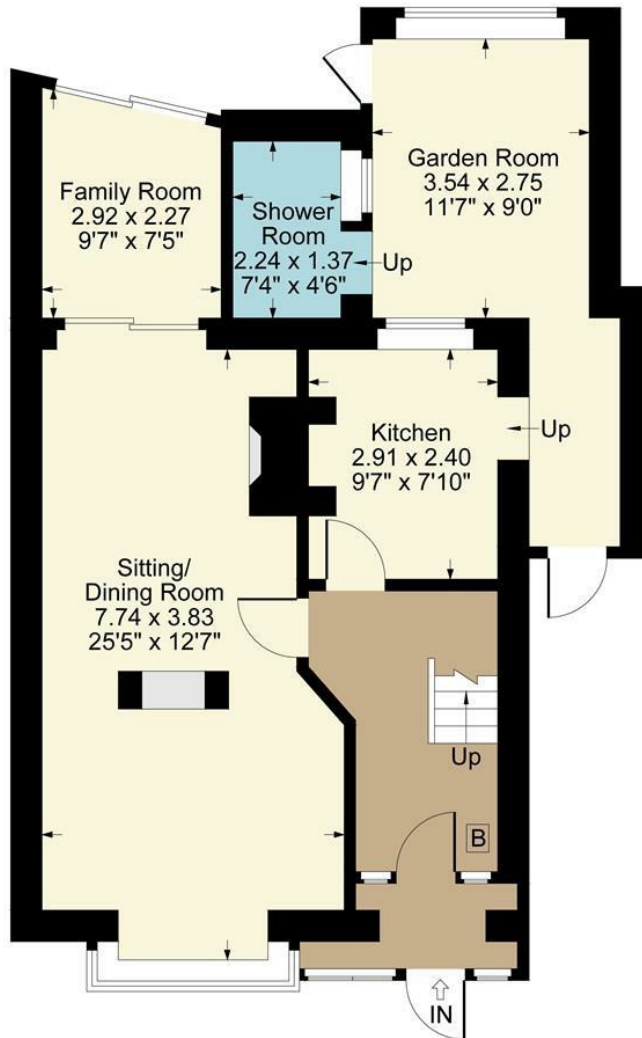 Family Room
2.92 x 2.27
9'7" x 7'5"
Shower
Room
2.24 x 1.37
7'4" x 4'6"
Up
Garden Room
3.54 x 2.75
11'7" x 9'0"
Kitchen
2.91 x 2.40
9'7" x 7'10"
Up
Sitting/
Dining Room
7.74 x 3.83
25'5" x 12'7"
Up
B
IN